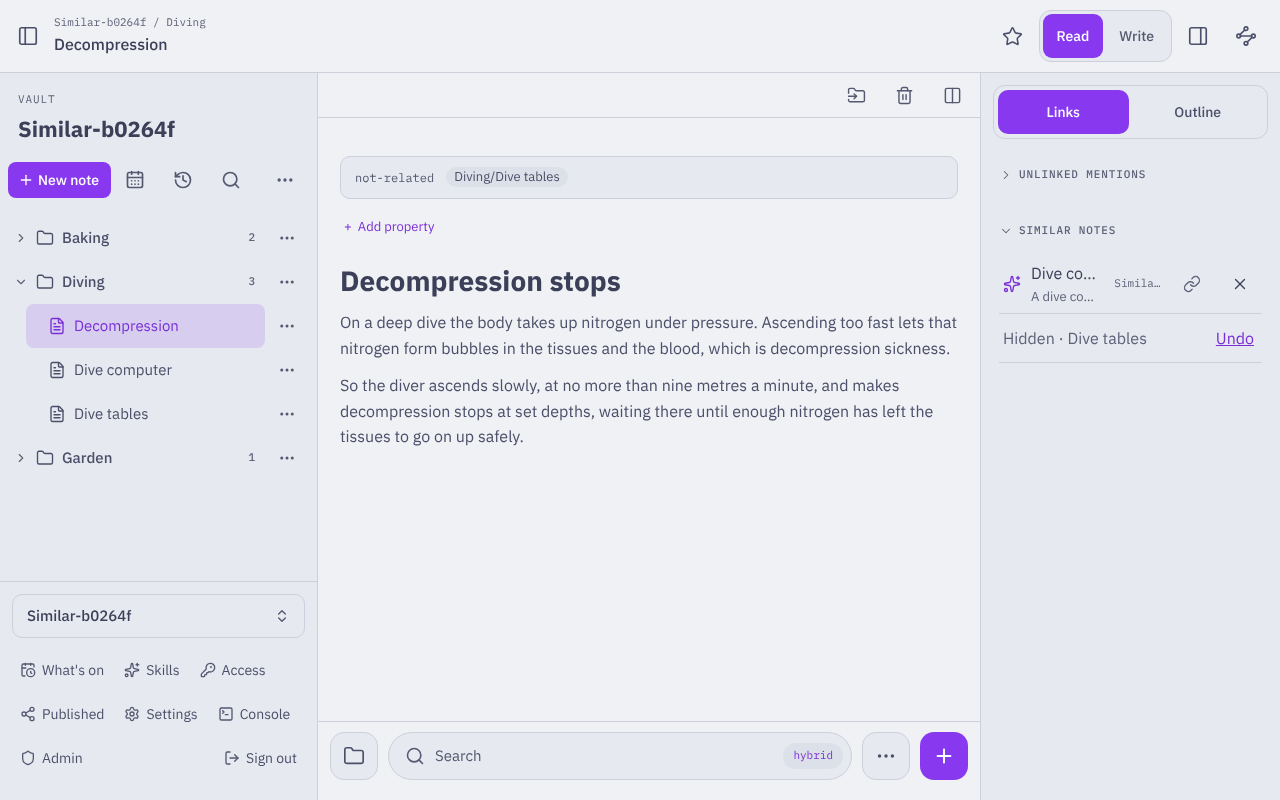 Similar-b0264f / Diving
Decompression
Read
Write
VAULT
Similar-b0264f
New note
Baking
2
Diving
3
Decompression
Dive computer
Dive tables
Garden
1
Similar-b0264f
What's on
Skills
Access
Published
Settings
Console
Admin
Sign out
not-related
Diving/Dive tables
+ Add property
Decompression stops
On a deep dive the body takes up nitrogen under pressure. Ascending too fast lets that
nitrogen form bubbles in the tissues and the blood, which is decompression sickness.
So the diver ascends slowly, at no more than nine metres a minute, and makes
decompression stops at set depths, waiting there until enough nitrogen has left the
tissues to go on up safely.
Search
hybrid
Links
Outline
UNLINKED MENTIONS
SIMILAR NOTES
Dive co…
A dive co…
Simila…
Hidden · Dive tables
Undo